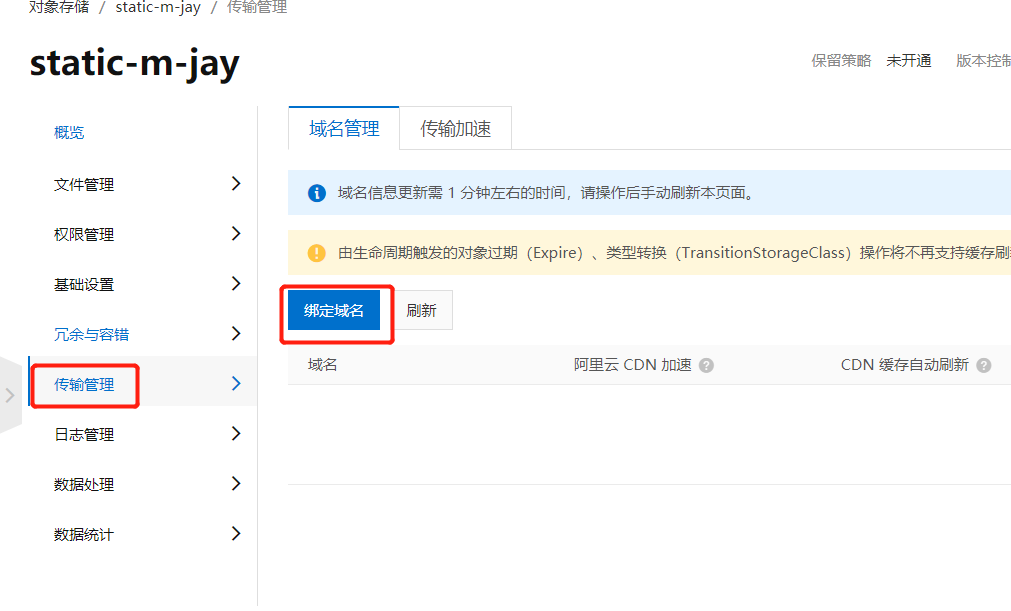 对象存储 / static-m-jay / 传输管理
static-m-jay
保留策略 未开通 版本控制
概览
文件管理
权限管理
基础设置
冗余与容错
传输管理
日志管理
数据处理
数据统计
域名管理 传输加速
域名信息更新需 1 分钟左右的时间，请操作后手动刷新本页面。
由生命周期触发的对象过期（Expire）、类型转换（TransitionStorageClass）操作将不再支持缓存刷
绑定域名 刷新
域名 阿里云 CDN 加速 CDN 缓存自动刷新